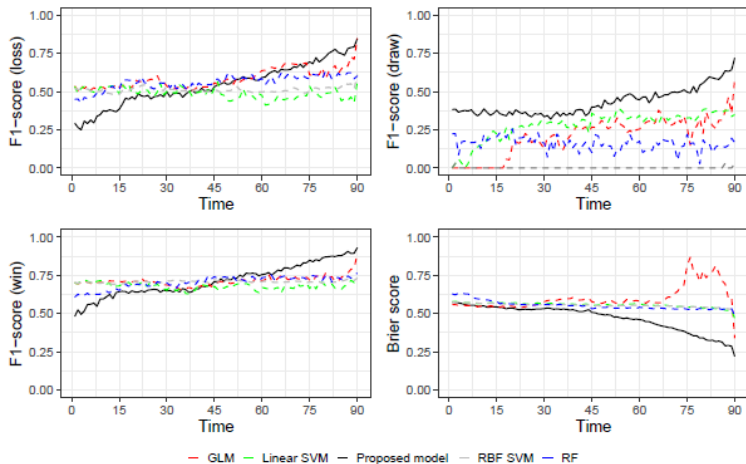 F1-score (loss)
1.00
0.75
0.50
0.25
0.00
0 15 30 45 60 75 90
Time
F1-score (draw)
1.00
0.75
0.50
0.25
0.00
0 15 30 45 60 75 90
Time
F1-score (win)
1.00
0.75
0.50
0.25
0.00
0 15 30 45 60 75 90
Time
Brier score
1.00
0.75
0.50
0.25
0.00
0 15 30 45 60 75 90
Time
GLM Linear SVM Proposed model RBF SVM RF